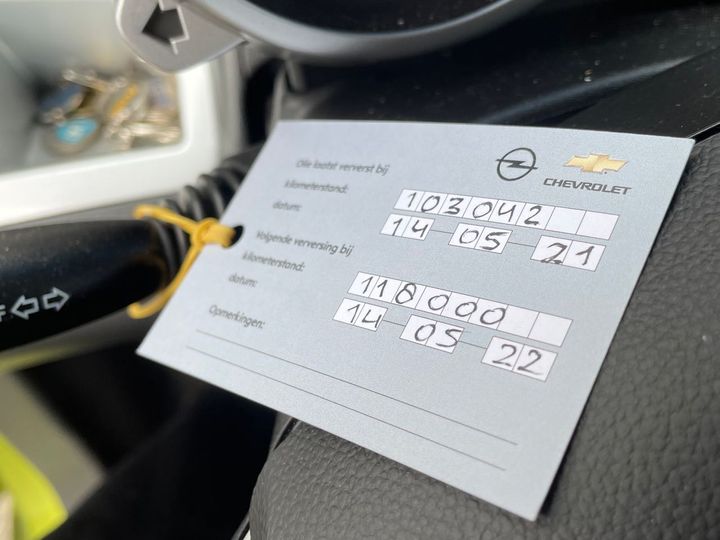 CHEVROLET
Olie laatst ververst bij
kilometerstand: 103042
datum: 14 05 21
Volgende verversing bij
kilometerstand: 118000
datum: 14 05 22
Opmerkingen: